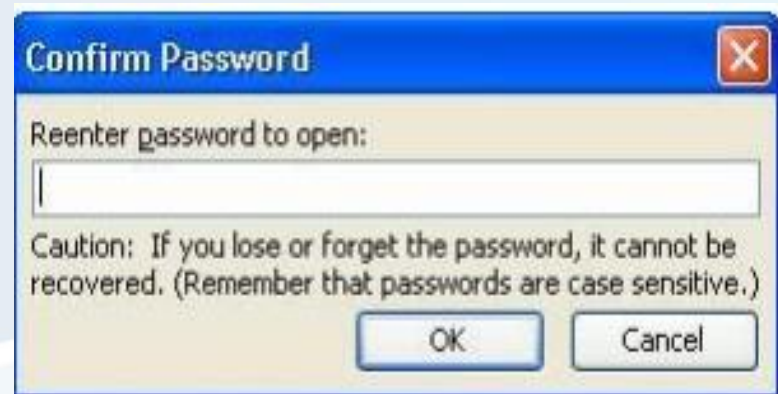 Confirm Password
Reenter password to open:
Caution: If you lose or forget the password, it cannot be
recovered. (Remember that passwords are case sensitive.)
OK Cancel